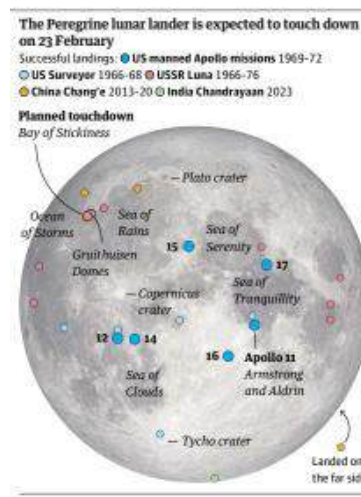 The Peregrine lunar lander is expected to touch down
on 23 February
Successful landings: US manned Apollo missions 1969-72
US Surveyor 1966-68 USSR Luna 1966-76
China Chang'e 2013-20 India Chandrayaan 2023
Planned touchdown
Bay of Stickiness
Plato crater
Ocean
of Storms
Sea of
Rains
Sea of
Serenity
15
17
Gruithuisen
Domes
Sea of
Tranquillity
Copernicus
crater
12
14
16
Apollo 11
Armstrong
and Aldrin
Sea of
Clouds
Tycho crater
Landed on
the far sid